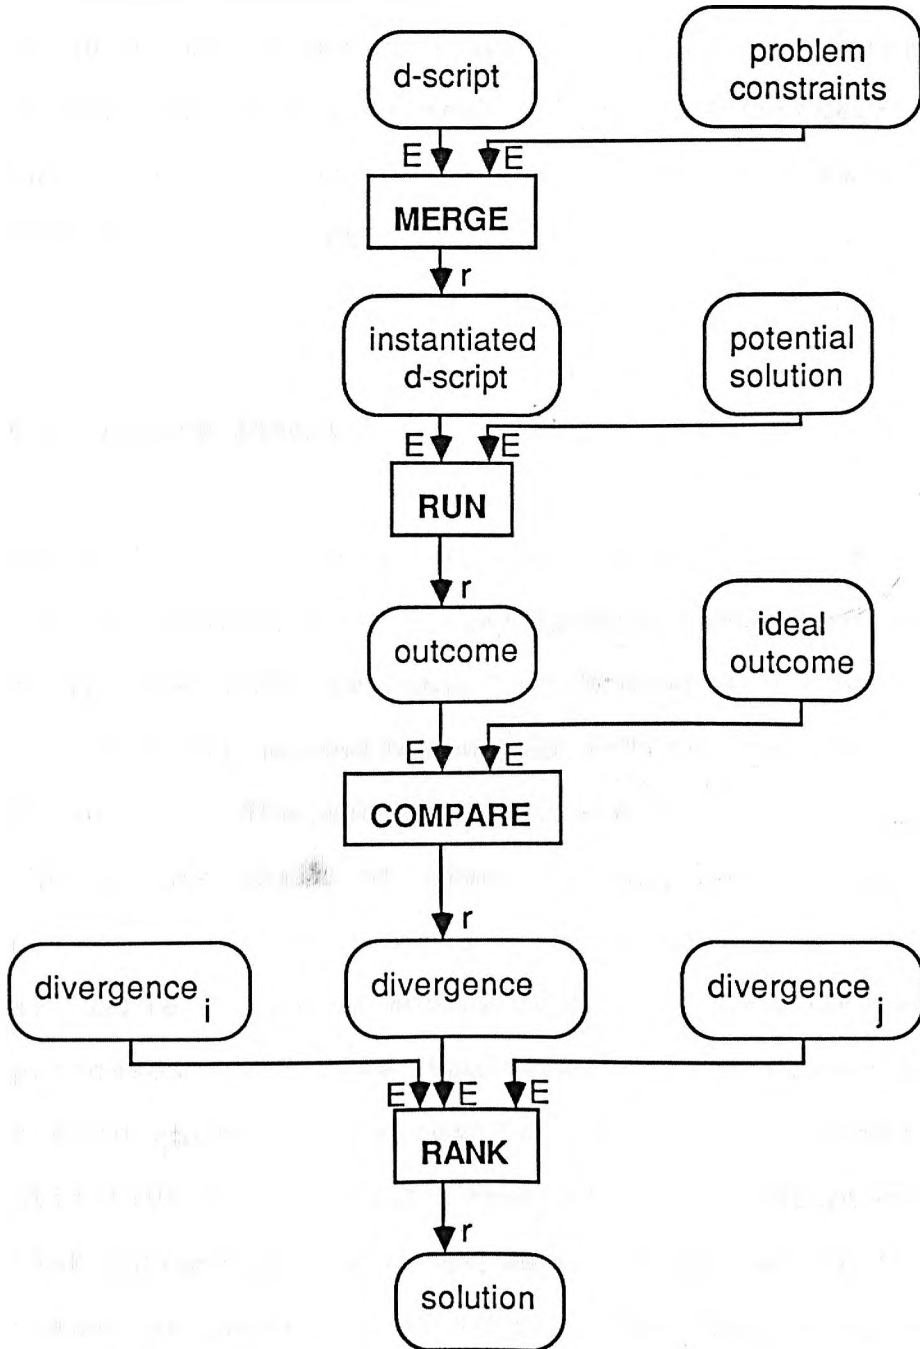 d-script
problem
constraints
E
E
MERGE
r
instantiated
d-script
potential
solution
E
E
RUN
r
outcome
ideal
outcome
E
E
COMPARE
r
divergence i
divergence
divergence j
E
E
E
RANK
r
solution